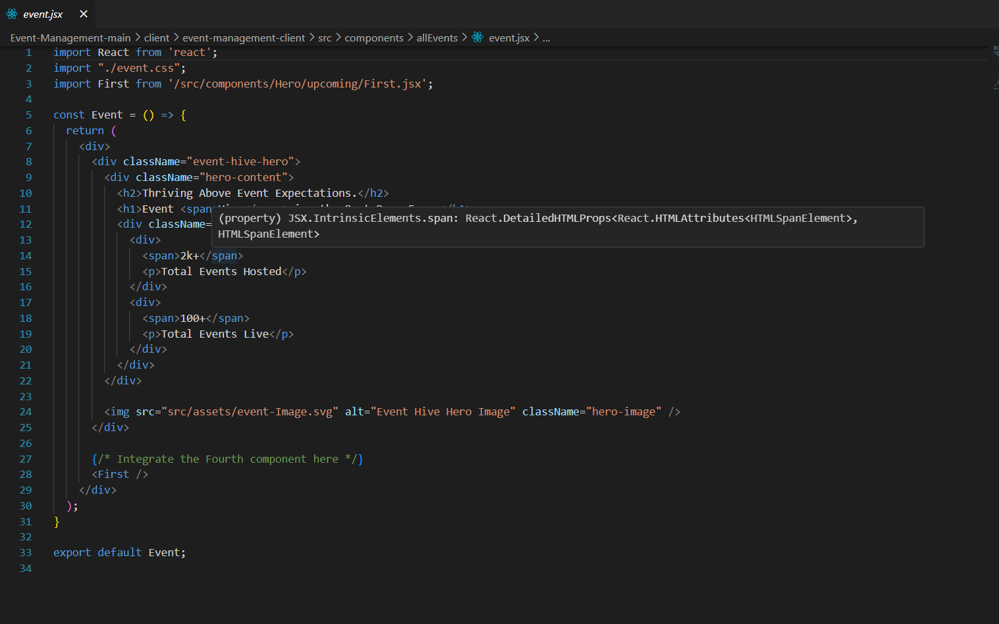 event.jsx
Event-Management-main > client > event-management-client > src > components > allEvents > event.jsx > ...
1 import React from 'react';
2 import "./event.css";
3 import First from '/src/components/Hero/upcoming/First.jsx';
4
5 const Event = () => {
6 return (
7 <div>
8 <div className="event-hive-hero">
9 <div className="hero-content">
10 <h2>Thriving Above Event Expectations.</h2>
11 <h1>Event <span
(property) JSX.IntrinsicElements.span: React.DetailedHTMLProps<React.HTMLAttributes<HTMLSpanElement>,
HTMLSpanElement>
12 <div className=
13 <div>
14 <span>2k+</span>
15 <p>Total Events Hosted</p>
16 </div>
17 <div>
18 <span>100+</span>
19 <p>Total Events Live</p>
20 </div>
21 </div>
22 </div>
23
24 <img src="src/assets/event-Image.svg" alt="Event Hive Hero Image" className="hero-image" />
25 </div>
26
27 {/* Integrate the Fourth component here */}
28 <First />
29 </div>
30 );
31 }
32
33 export default Event;
34